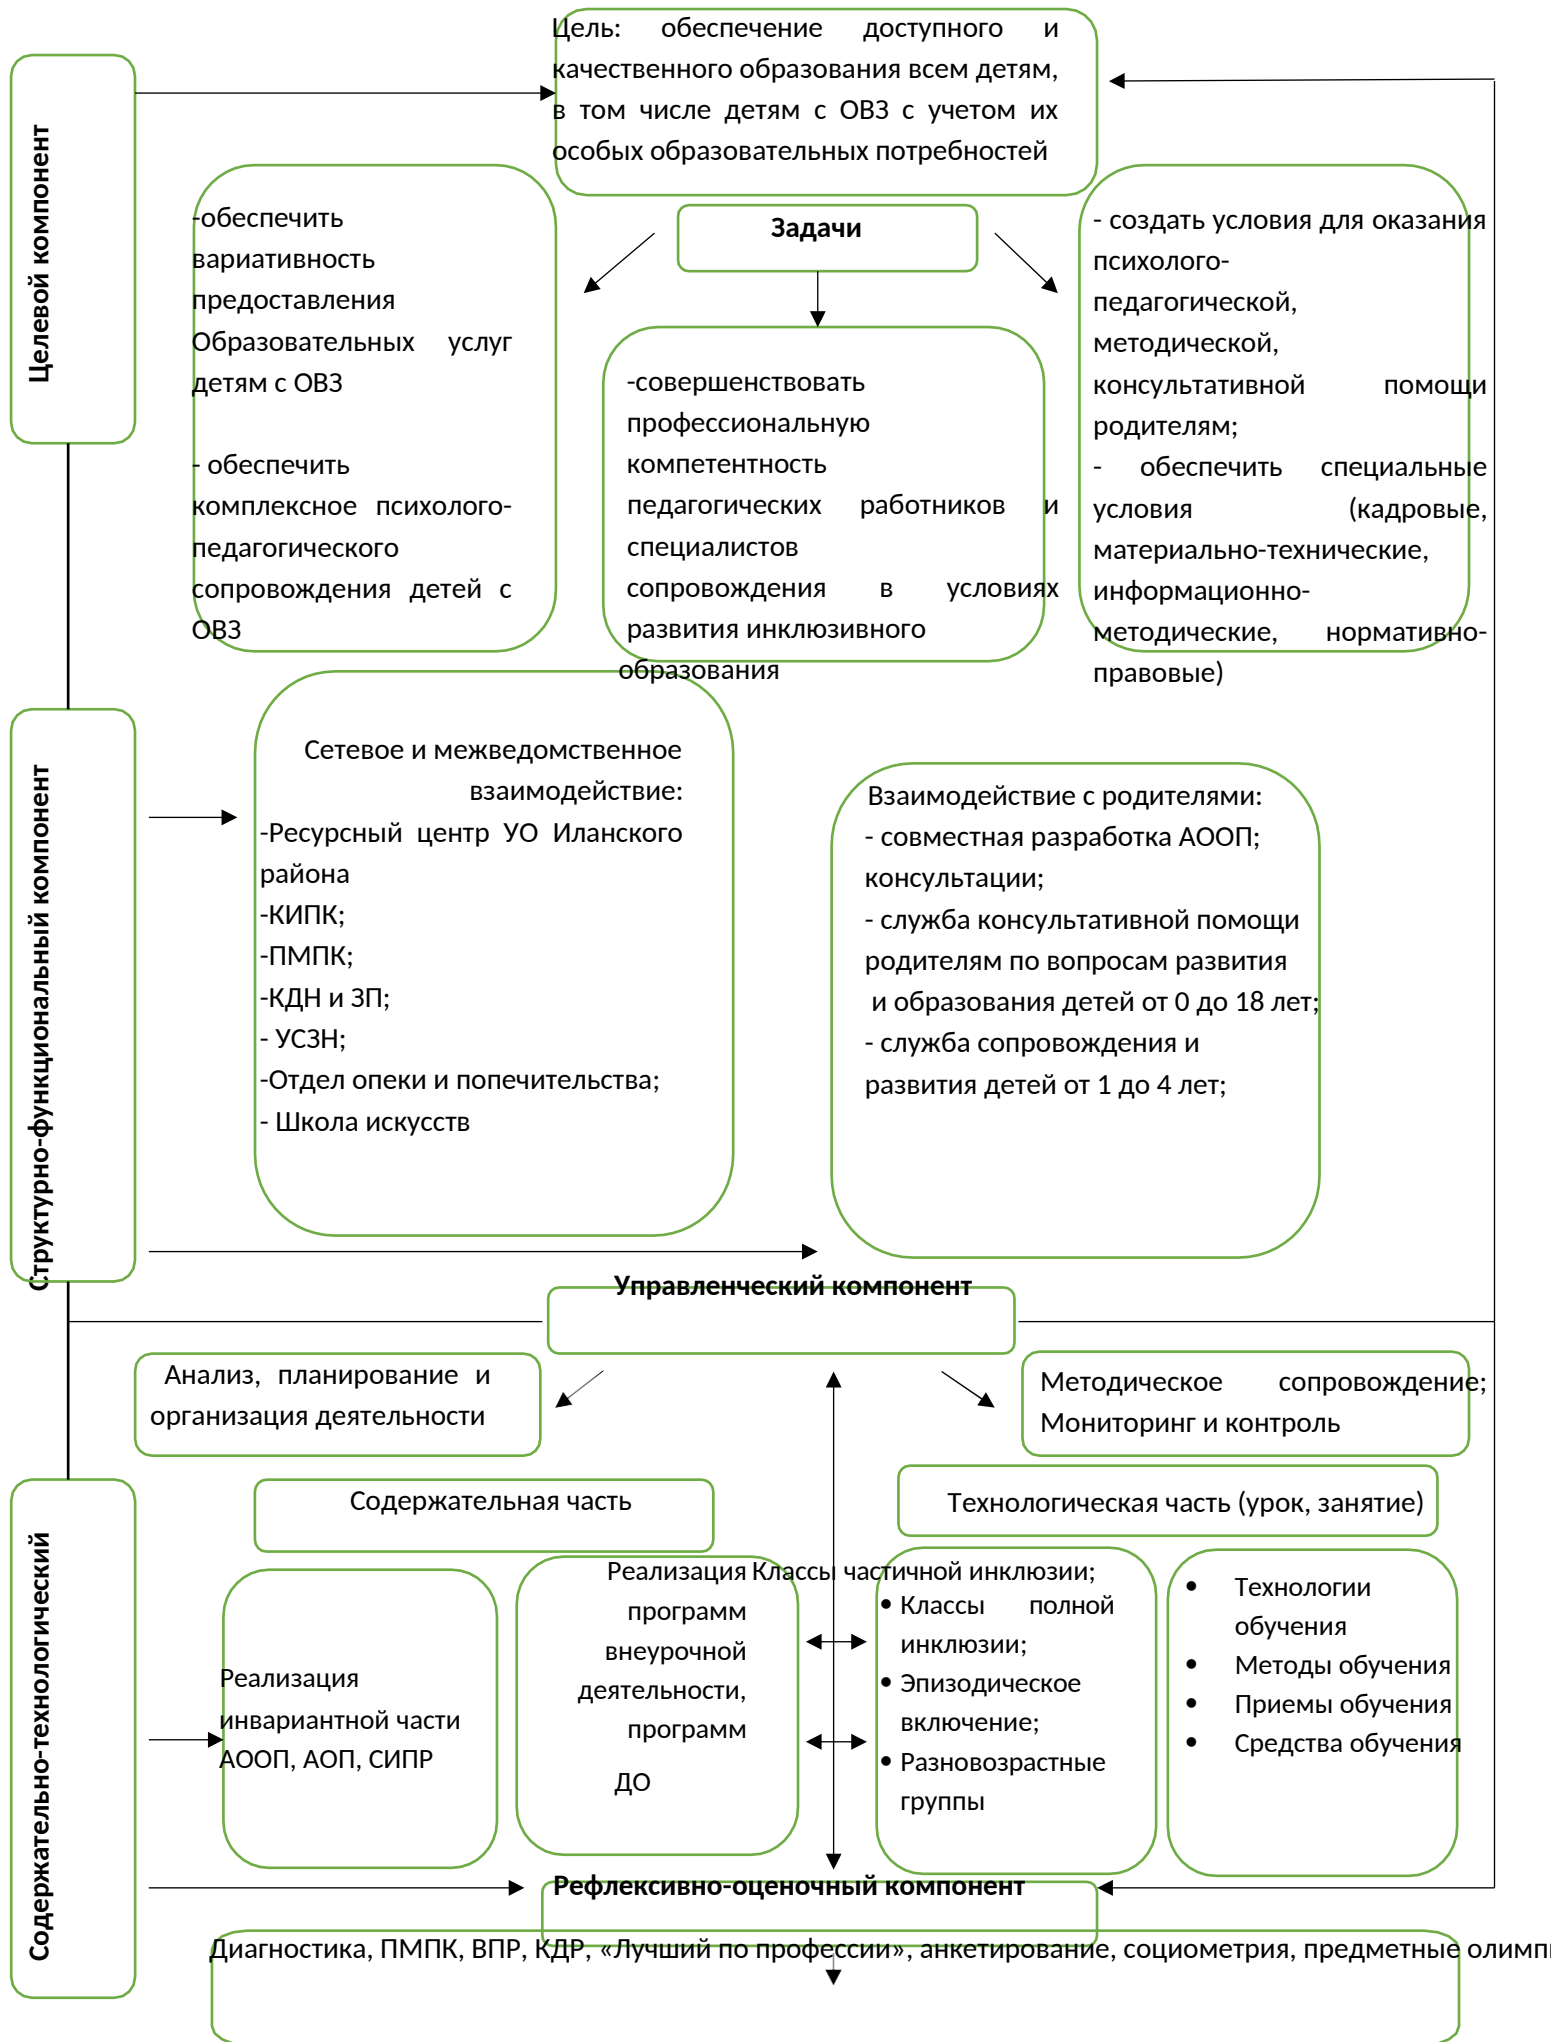 Цель: обеспечение доступного и
качественного образования всем детям,
в том числе детям с ОВЗ с учетом их
особых образовательных потребностей
Целевой компонент
Задачи
-обеспечить
вариативность
предоставления
Образовательных услуг
детям с ОВЗ
- обеспечить
комплексное психолого-
педагогического
сопровождения детей с
ОВЗ
-совершенствовать
профессиональную
компетентность
педагогических работников и
специалистов
сопровождения в условиях
развития инклюзивного
образования
- создать условия для оказания
психолого-
педагогической,
методической,
консультативной помощи
родителям;
- обеспечить специальные
условия (кадровые,
материально-технические,
информационно-
методические, нормативно-
правовые)
Структурно-функциональный компонент
Сетевое и межведомственное
взаимодействие:
-Ресурсный центр УО Иланского
района
-КИПК;
-ПМПК;
-КДН и ЗП;
- УСЗН;
-Отдел опеки и попечительства;
- Школа искусств
Взаимодействие с родителями:
- совместная разработка АООП;
консультации;
- служба консультативной помощи
родителям по вопросам развития
и образования детей от 0 до 18 лет;
- служба сопровождения и
развития детей от 1 до 4 лет;
Управленческий компонент
Анализ, планирование и
организация деятельности
Методическое сопровождение;
Мониторинг и контроль
Содержательно-технологический
Содержательная часть
Технологическая часть (урок, занятие)
Реализация
инвариантной части
АООП, АОП, СИПР
Реализация
программ
внеурочной
деятельности,
программ
ДО
Классы частичной инклюзии;
• Классы полной
инклюзии;
• Эпизодическое
включение;
• Разновозрастные
группы
• Технологии
обучения
• Методы обучения
• Приемы обучения
• Средства обучения
Рефлексивно-оценочный компонент
Диагностика, ПМПК, ВПР, КДР, «Лучший по профессии», анкетирование, социометрия, предметные